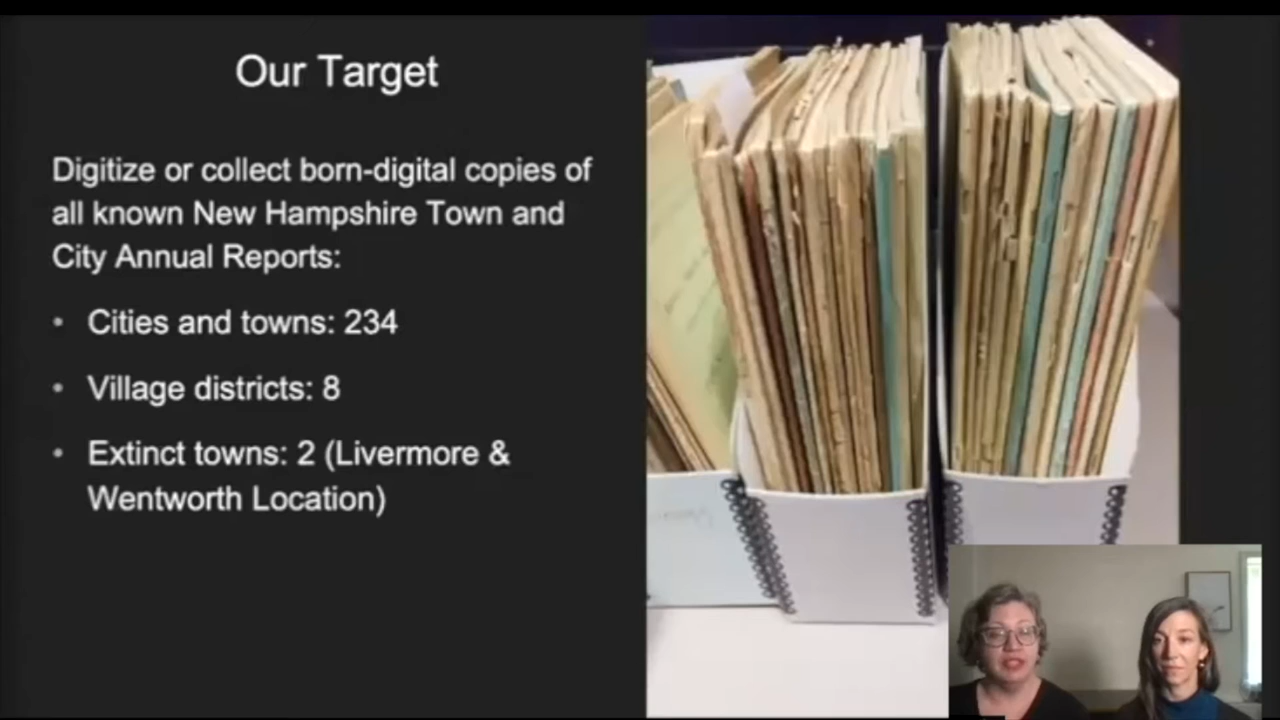 Our Target
Digitize or collect born-digital copies of
all known New Hampshire Town and
City Annual Reports:
• Cities and towns: 234
• Village districts: 8
• Extinct towns: 2 (Livermore &
Wentworth Location)